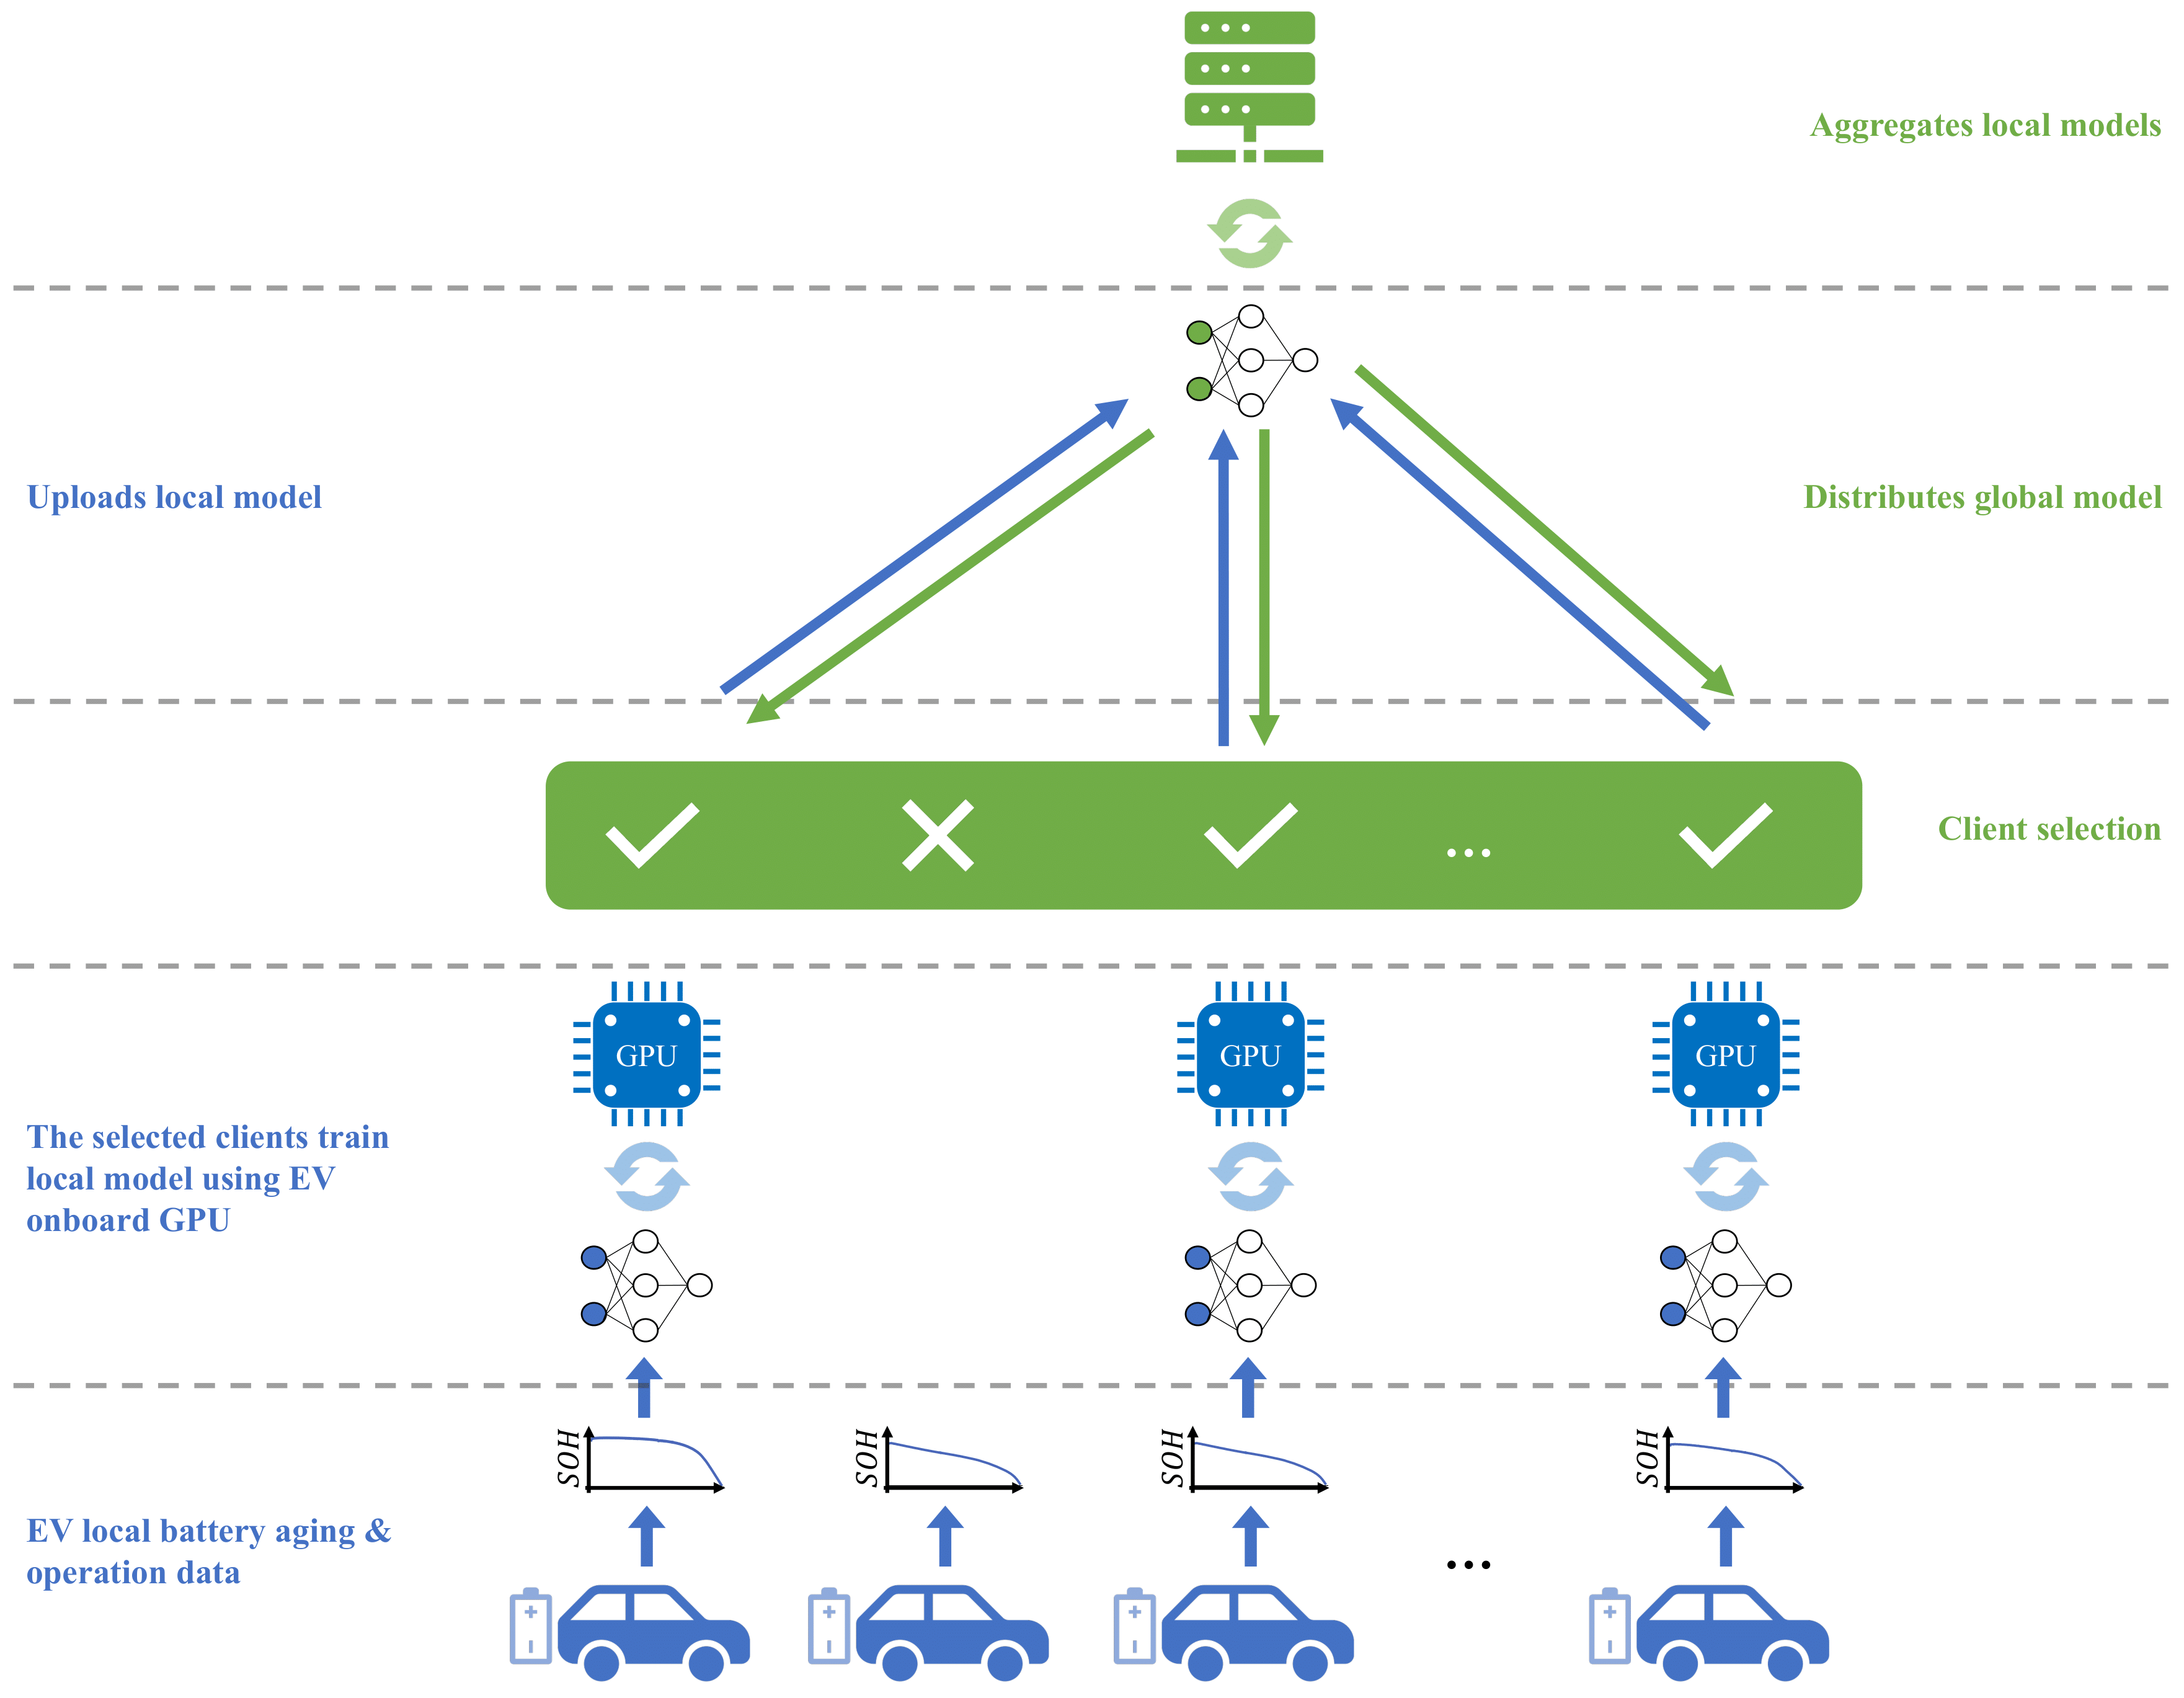 Aggregates local models
Uploads local model
Distributes global model
...
Client selection
GPU
GPU
GPU
The selected clients train
local model using EV
onboard GPU
SOH
SOH
SOH
SOH
EV local battery aging &
operation data
...